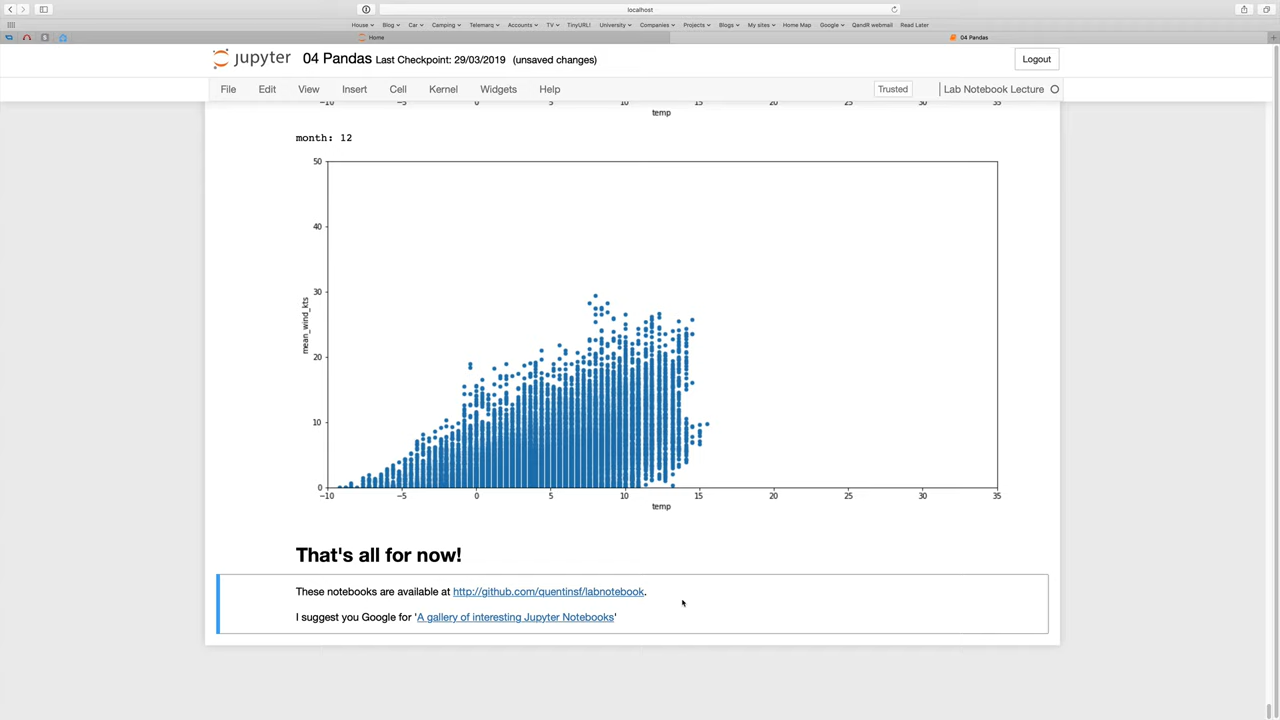 localhost
House Blog Car Camping Telemarq Accounts TV TinyURL! University Companies Projects Blogs My sites Home Map Google QandR webmail Read Later
Home 04 Pandas
jupyter 04 Pandas Last Checkpoint: 29/03/2019 (unsaved changes) Logout
File Edit View Insert Cell Kernel Widgets Help Trusted Lab Notebook Lecture
−10 −5 0 5 10 15 20 25 30 35
temp
month: 12
50
40
30
mean_wind_kts
20
10
0
−10 −5 0 5 10 15 20 25 30 35
temp
That's all for now!
These notebooks are available at http://github.com/quentinsf/labnotebook.
I suggest you Google for 'A gallery of interesting Jupyter Notebooks'